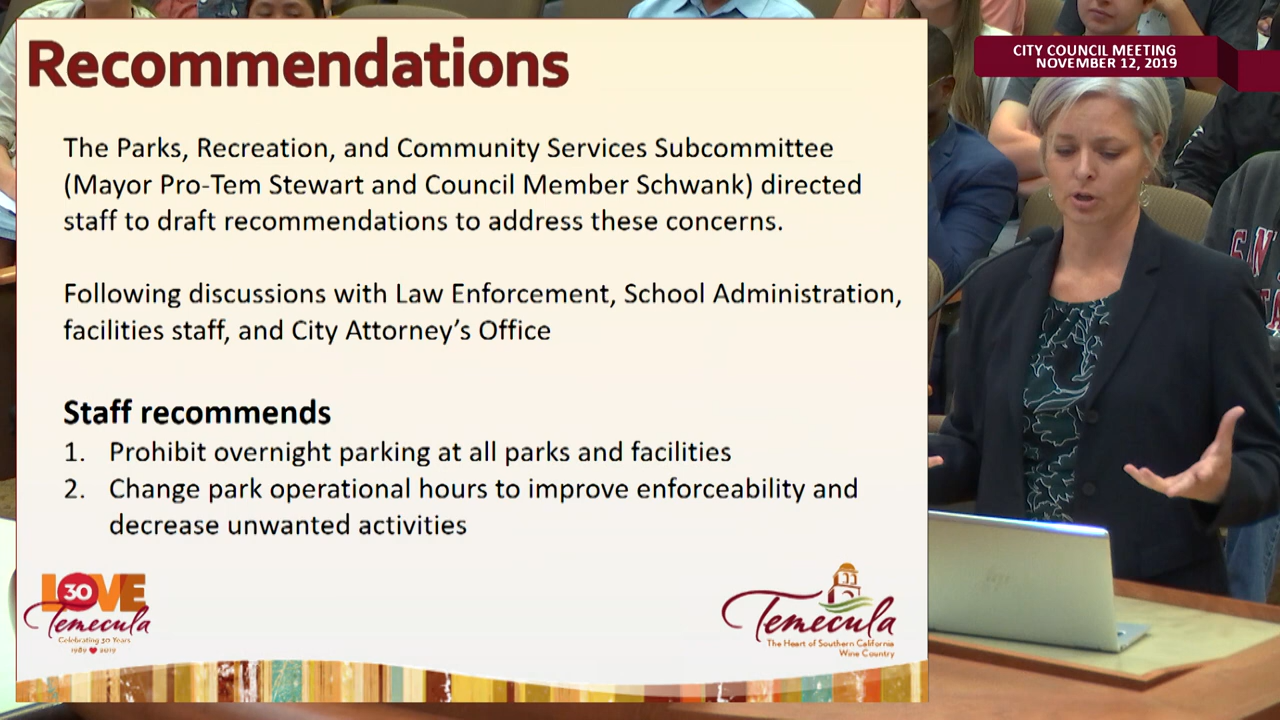 Recommendations
CITY COUNCIL MEETING
NOVEMBER 12, 2019
The Parks, Recreation, and Community Services Subcommittee
(Mayor Pro-Tem Stewart and Council Member Schwank) directed
staff to draft recommendations to address these concerns.
Following discussions with Law Enforcement, School Administration,
facilities staff, and City Attorney’s Office
Staff recommends
1. Prohibit overnight parking at all parks and facilities
2. Change park operational hours to improve enforceability and
decrease unwanted activities
LOVE
30
Temecula
Celebrating 30 Years
1989 ♥ 2019
Temecula
The Heart of Southern California
Wine Country